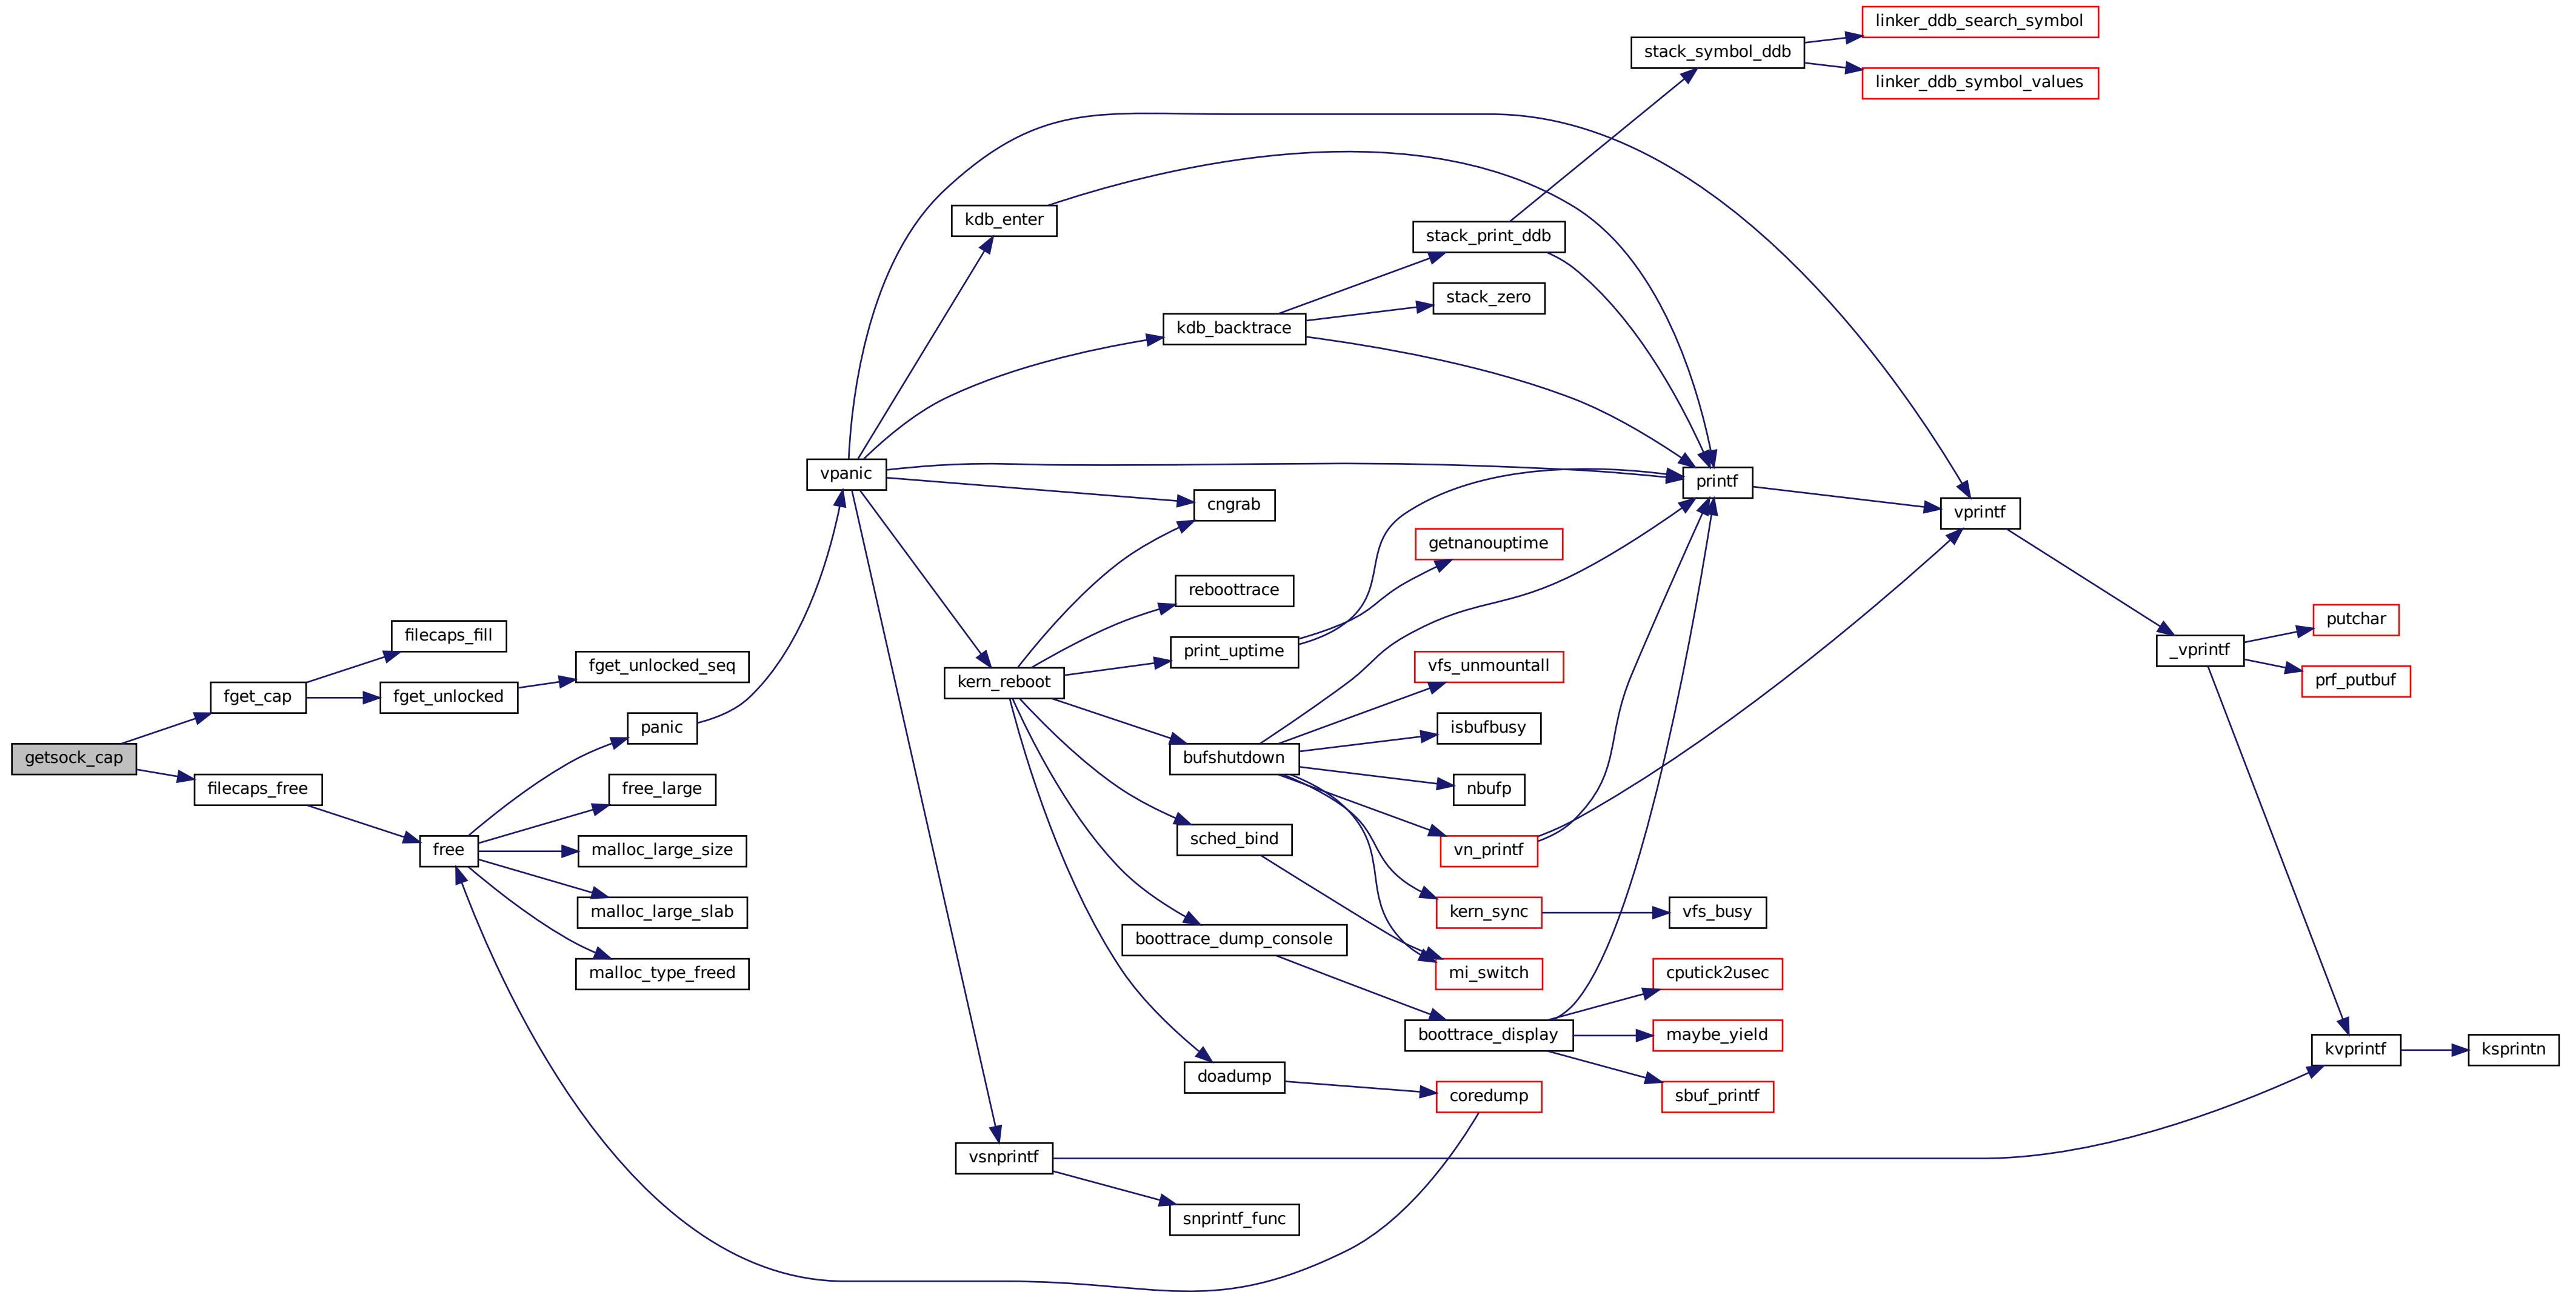 getsock_cap
fget_cap
filecaps_free
filecaps_fill
fget_unlocked
free
fget_unlocked_seq
panic
free_large
malloc_large_size
malloc_large_slab
malloc_type_freed
vpanic
kdb_enter
kern_reboot
vsnprintf
kdb_backtrace
cngrab
reboottrace
print_uptime
bufshutdown
sched_bind
boottrace_dump_console
doadump
snprintf_func
stack_print_ddb
stack_zero
getnanouptime
vfs_unmountall
isbufbusy
nbufp
vn_printf
kern_sync
mi_switch
boottrace_display
coredump
stack_symbol_ddb
printf
vfs_busy
cputick2usec
maybe_yield
sbuf_printf
linker_ddb_search_symbol
linker_ddb_symbol_values
vprintf
_vprintf
putchar
prf_putbuf
kvprintf
ksprintn